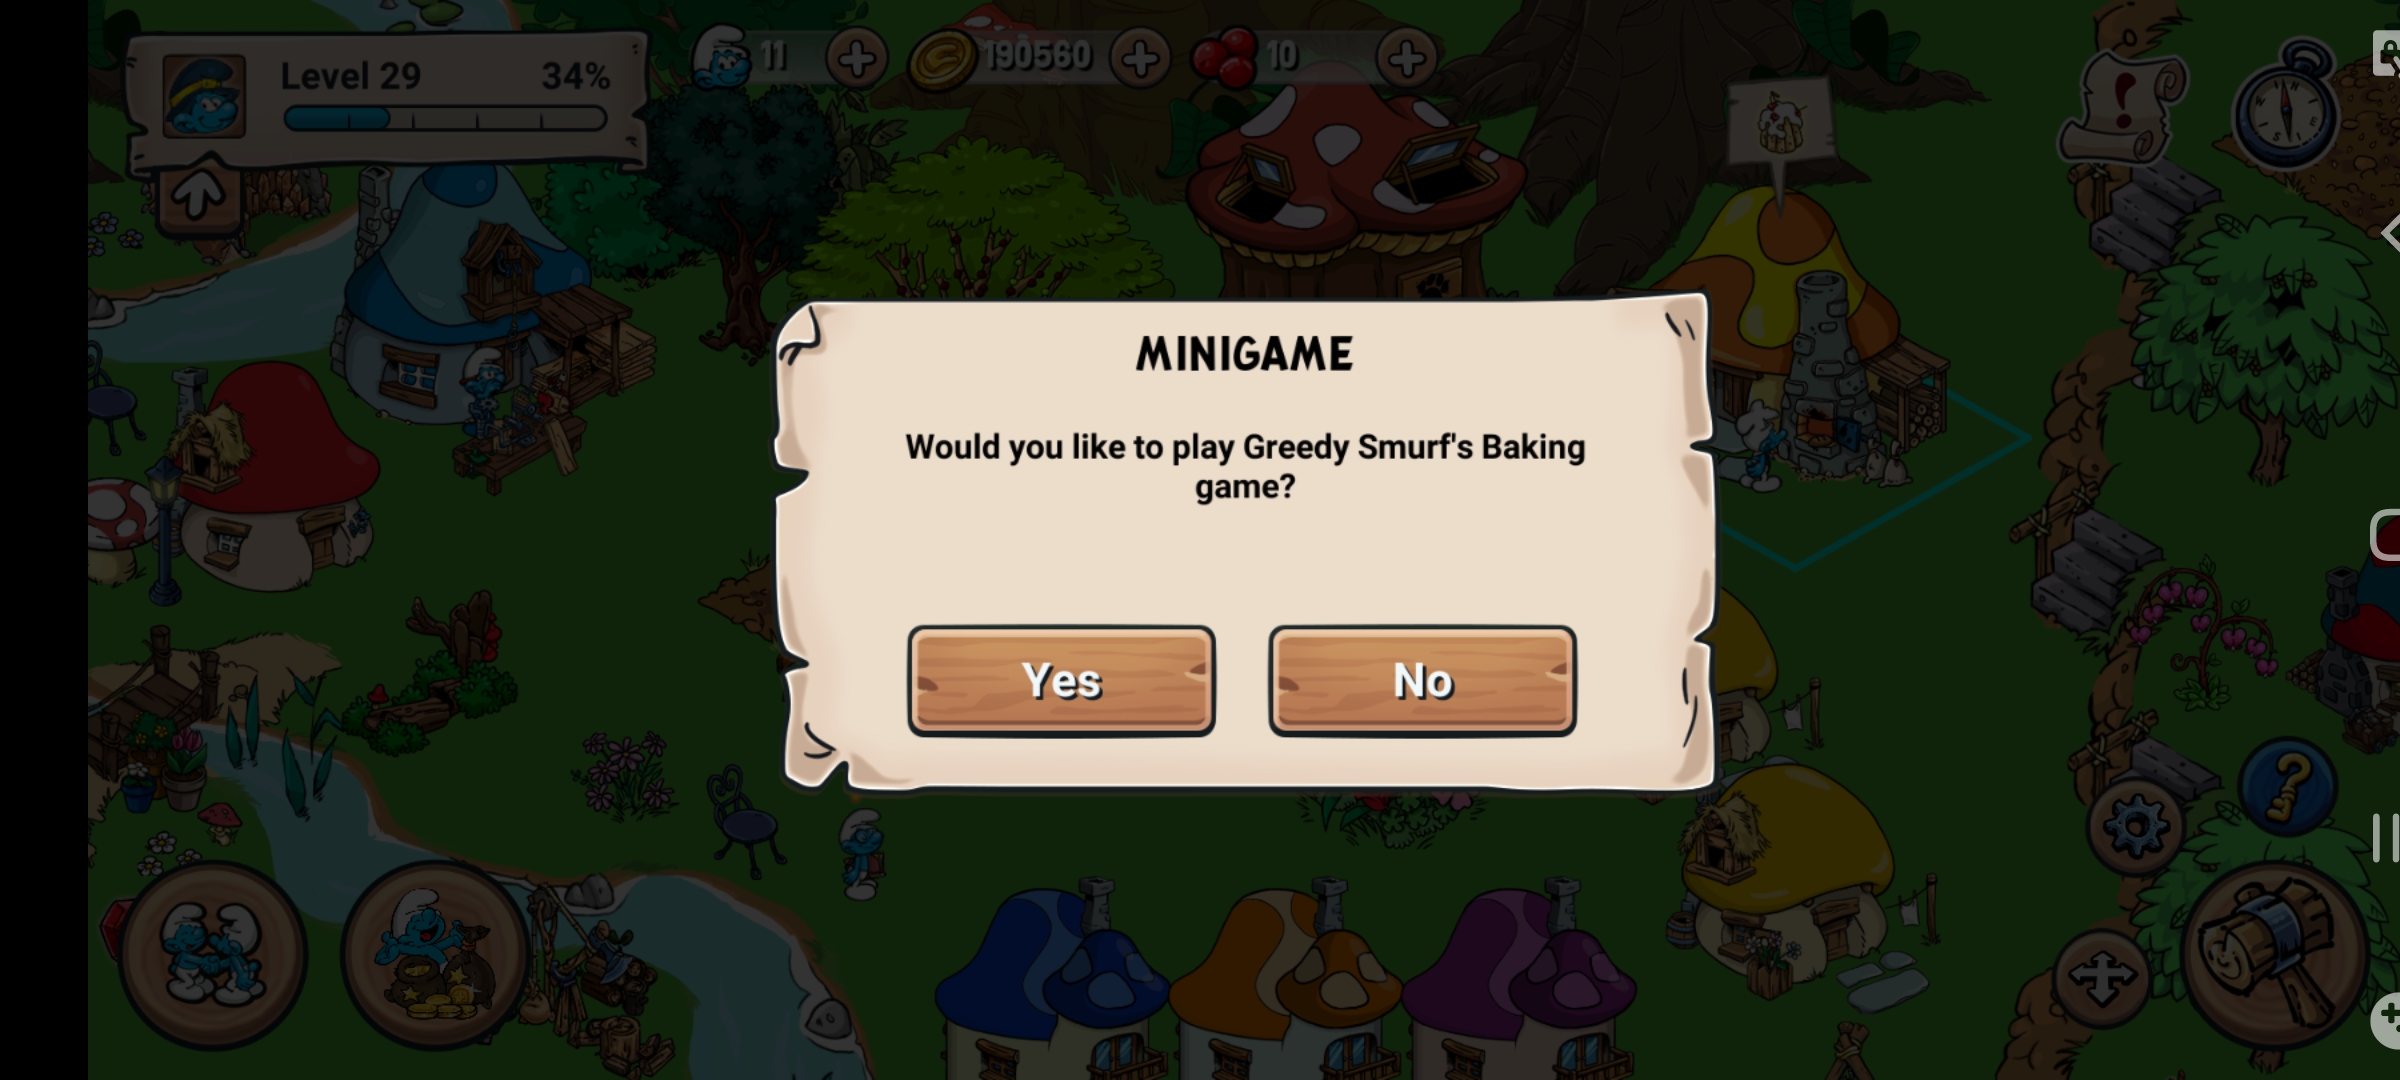 Level 29
34%
11
190560
10
MINIGAME
Would you like to play Greedy Smurf's Baking
game?
Yes
No